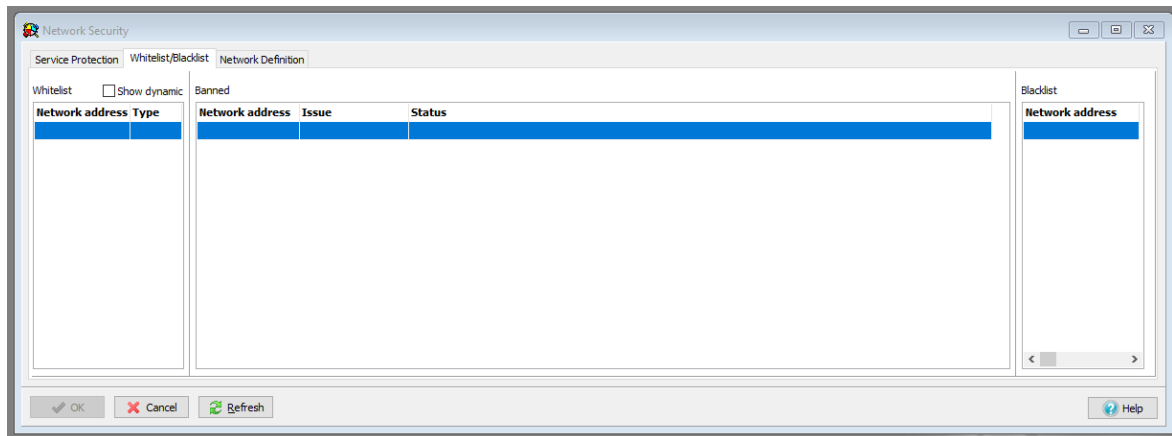 Network Security
Service Protection Whitelist/Blacklist Network Definition
Whitelist Show dynamic Banned Blacklist
Network address Type Network address Issue Status Network address
OK Cancel Refresh Help